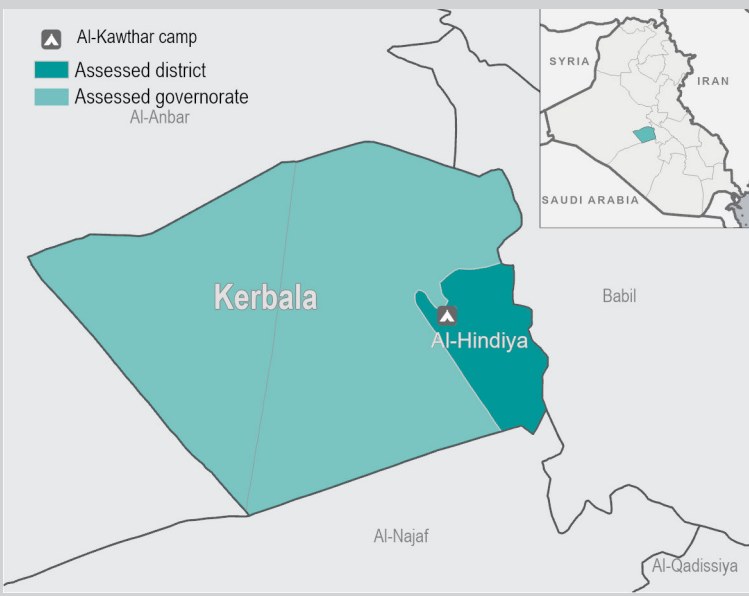 Al-Kawthar camp
Assessed district
Assessed governorate
Al-Anbar
SYRIA
IRAN
SAUDI ARABIA
Kerbala
Babil
Al-Hindiya
Al-Najaf
Al-Qadissiya